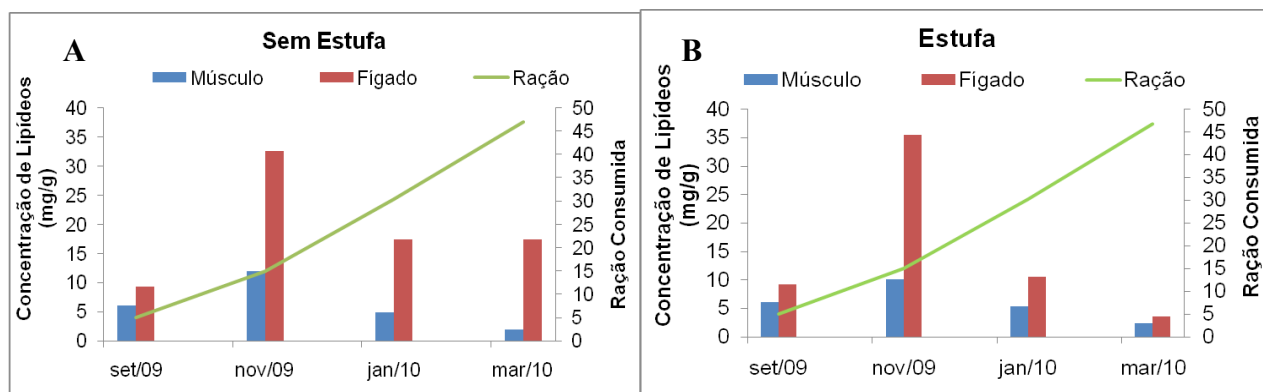 A
Sem Estufa
Músculo Fígado Ração
Concentração de Lipídeos
(mg/g)
40
35
30
25
20
15
10
5
0
50
45
40
35
30
25
20
15
10
5
0
Ração Consumida
set/09 nov/09 jan/10 mar/10
B
Estufa
Músculo Fígado Ração
Concentração de Lipídeos
(mg/g)
40
35
30
25
20
15
10
5
0
50
45
40
35
30
25
20
15
10
5
0
Ração Consumida
set/09 nov/09 jan/10 mar/10